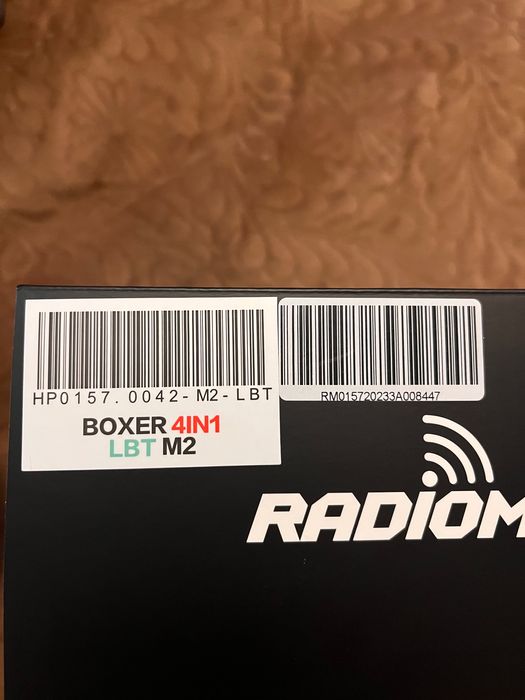 HP0157.0042-M2-LBT
BOXER 4IN1
LBT M2
RM015720233A008447
RADIOM